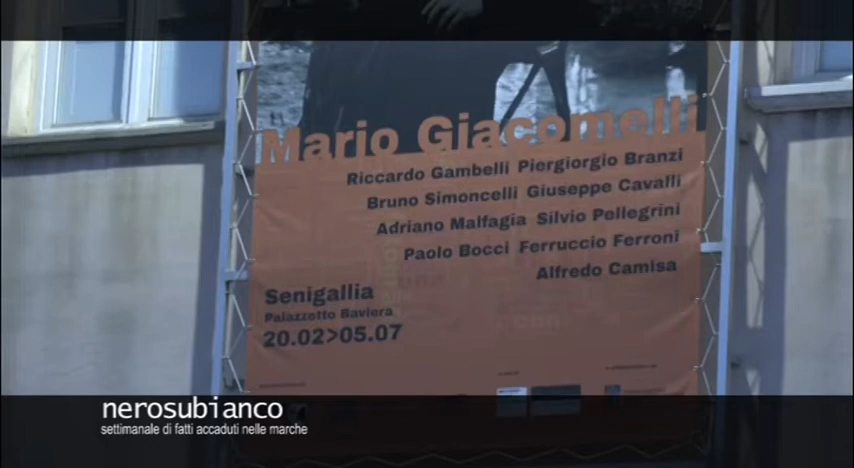 Mario Giacomelli
Riccardo Gambelli Piergiorgio Branzi
Bruno Simoncelli Giuseppe Cavalli
Adriano Malfagia Silvio Pellegrini
Paolo Bocci Ferruccio Ferroni
Alfredo Camisa
Senigallia
Palazzetto Baviera
20.02>05.07
nerosubianco
settimanale di fatti accaduti nelle marche